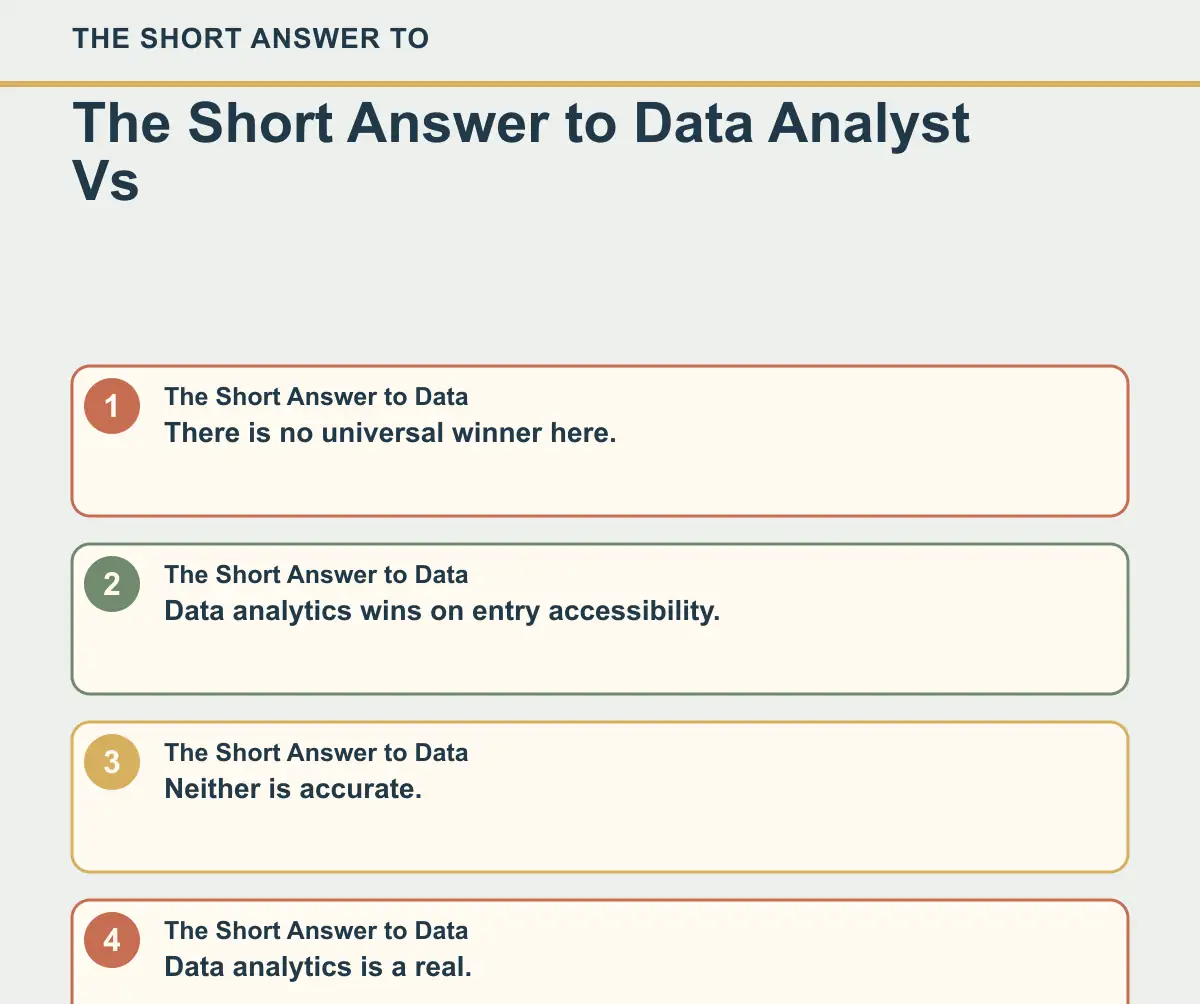 THE SHORT ANSWER TO
The Short Answer to Data Analyst
Vs
1
The Short Answer to Data
There is no universal winner here.
2
The Short Answer to Data
Data analytics wins on entry accessibility.
3
The Short Answer to Data
Neither is accurate.
4
The Short Answer to Data
Data analytics is a real.